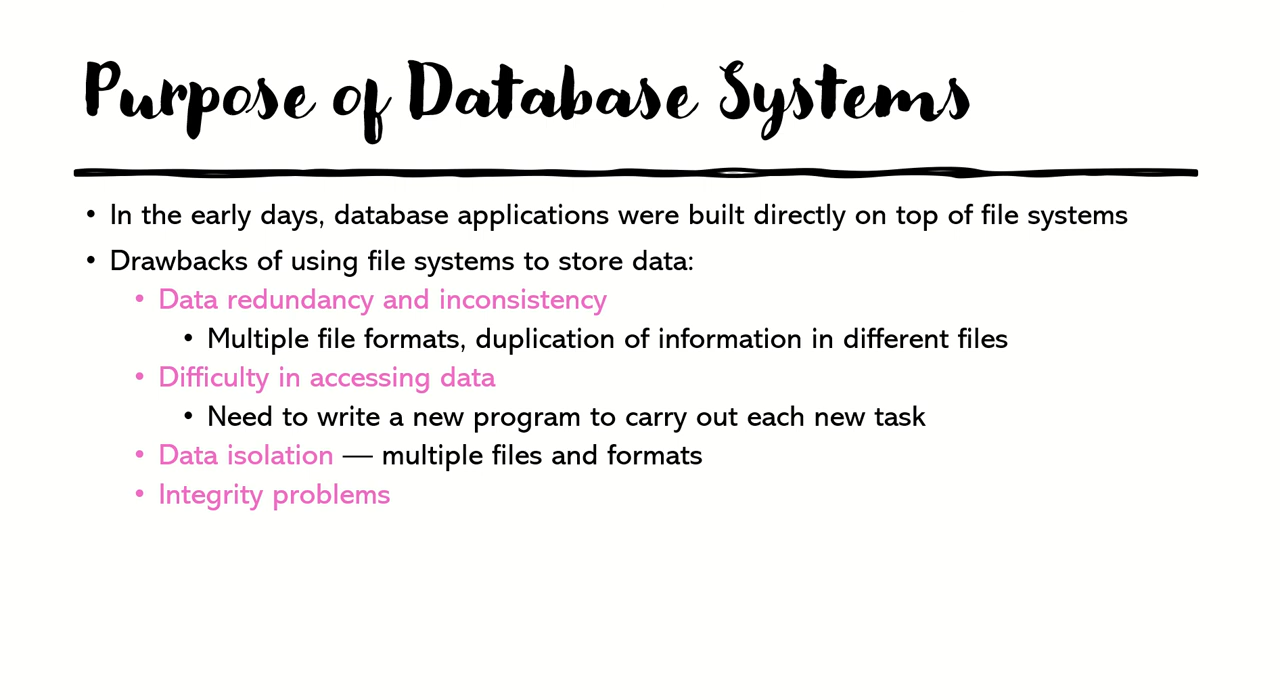 Purpose of Database Systems
• In the early days, database applications were built directly on top of file systems
• Drawbacks of using file systems to store data:
• Data redundancy and inconsistency
• Multiple file formats, duplication of information in different files
• Difficulty in accessing data
• Need to write a new program to carry out each new task
• Data isolation — multiple files and formats
• Integrity problems